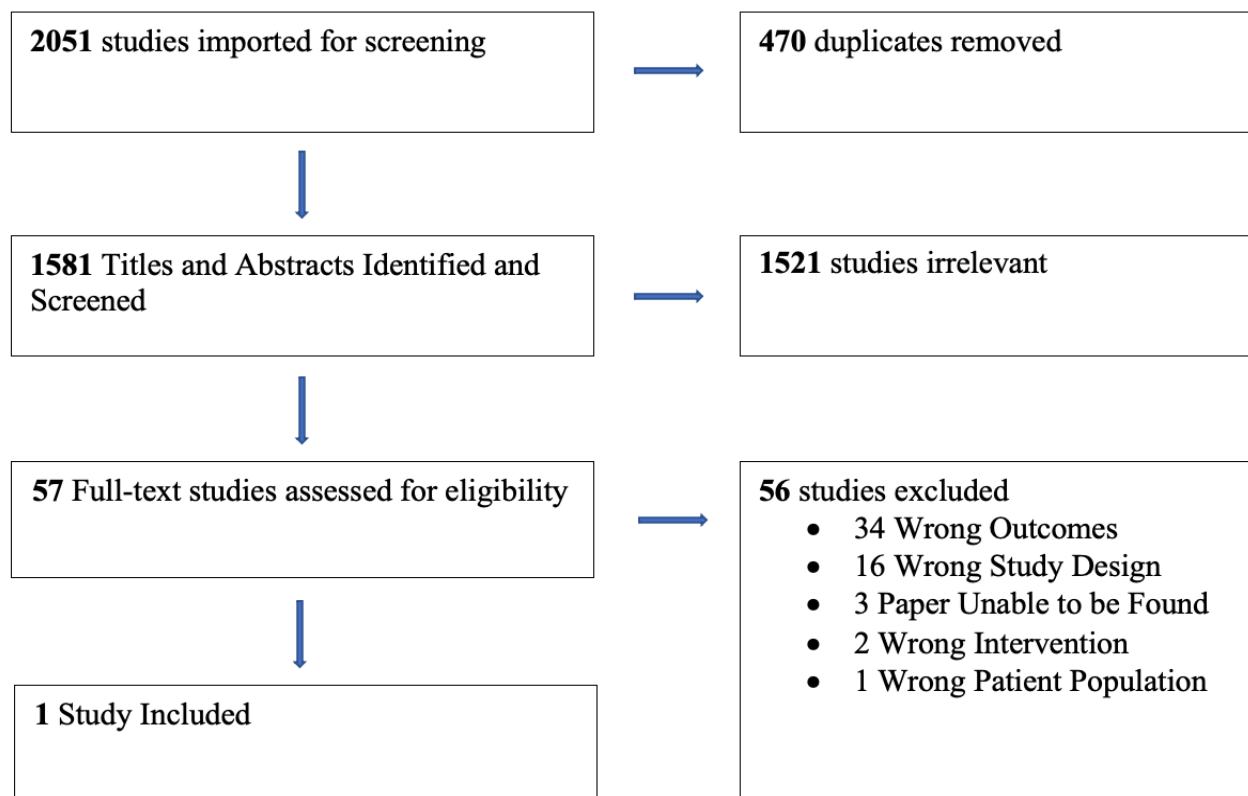 2051 studies imported for screening
470 duplicates removed
1581 Titles and Abstracts Identified and
Screened
1521 studies irrelevant
57 Full-text studies assessed for eligibility
56 studies excluded
• 34 Wrong Outcomes
• 16 Wrong Study Design
• 3 Paper Unable to be Found
• 2 Wrong Intervention
• 1 Wrong Patient Population
1 Study Included